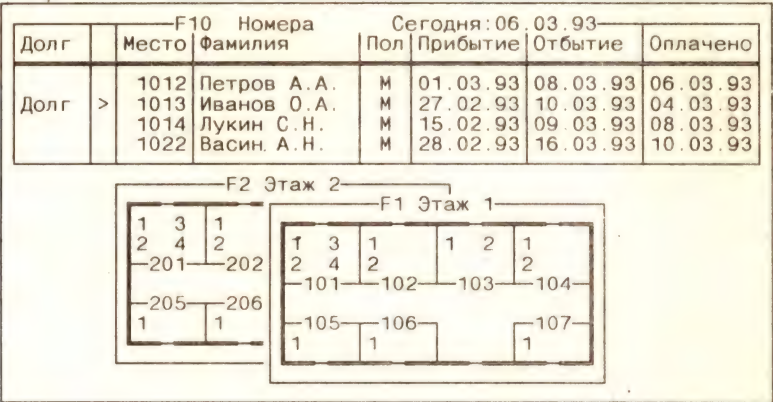 F10 Номера Сегодня:06.03.93
Долг Место Фамилия Пол Прибытие Отбытие Оплачено
1012 Петров А.А. М 01.03.93 08.03.93 06.03.93
Долг > 1013 Иванов О.А. М 27.02.93 10.03.93 04.03.93
1014 Лукин С.Н. М 15.02.93 09.03.93 08.03.93
1022 Васин А.Н. М 28.02.93 16.03.93 10.03.93
F2 Этаж 2
1 3 1
2 4 2
201 202
205 206
1 1
F1 Этаж 1
1 3 1 1 2 1
2 4 2 2
101 102 103 104
105 106 107
1 1 1